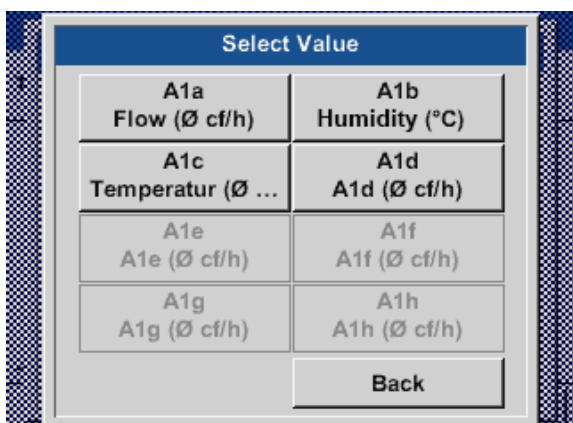 Select Value
A1a
Flow (Ø cf/h)
A1b
Humidity (°C)
A1c
Temperatur (Ø ...
A1d
A1d (Ø cf/h)
A1e
A1e (Ø cf/h)
A1f
A1f (Ø cf/h)
A1g
A1g (Ø cf/h)
A1h
A1h (Ø cf/h)
Back